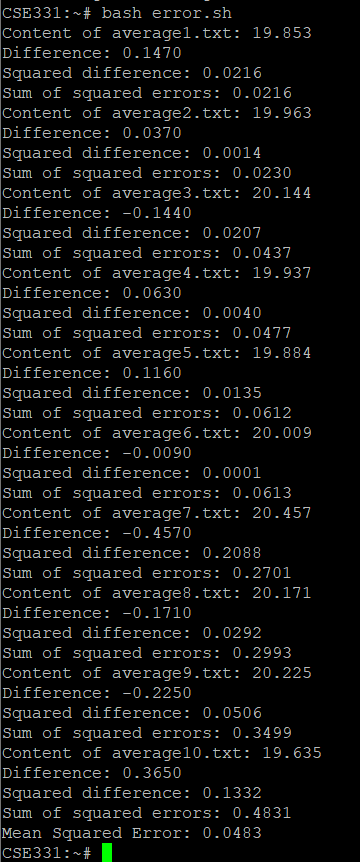 CSE331:~# bash error.sh
Content of average1.txt: 19.853
Difference: 0.1470
Squared difference: 0.0216
Sum of squared errors: 0.0216
Content of average2.txt: 19.963
Difference: 0.0370
Squared difference: 0.0014
Sum of squared errors: 0.0230
Content of average3.txt: 20.144
Difference: -0.1440
Squared difference: 0.0207
Sum of squared errors: 0.0437
Content of average4.txt: 19.937
Difference: 0.0630
Squared difference: 0.0040
Sum of squared errors: 0.0477
Content of average5.txt: 19.884
Difference: 0.1160
Squared difference: 0.0135
Sum of squared errors: 0.0612
Content of average6.txt: 20.009
Difference: -0.0090
Squared difference: 0.0001
Sum of squared errors: 0.0613
Content of average7.txt: 20.457
Difference: -0.4570
Squared difference: 0.2088
Sum of squared errors: 0.2701
Content of average8.txt: 20.171
Difference: -0.1710
Squared difference: 0.0292
Sum of squared errors: 0.2993
Content of average9.txt: 20.225
Difference: -0.2250
Squared difference: 0.0506
Sum of squared errors: 0.3499
Content of average10.txt: 19.635
Difference: 0.3650
Squared difference: 0.1332
Sum of squared errors: 0.4831
Mean Squared Error: 0.0483
CSE331:~#